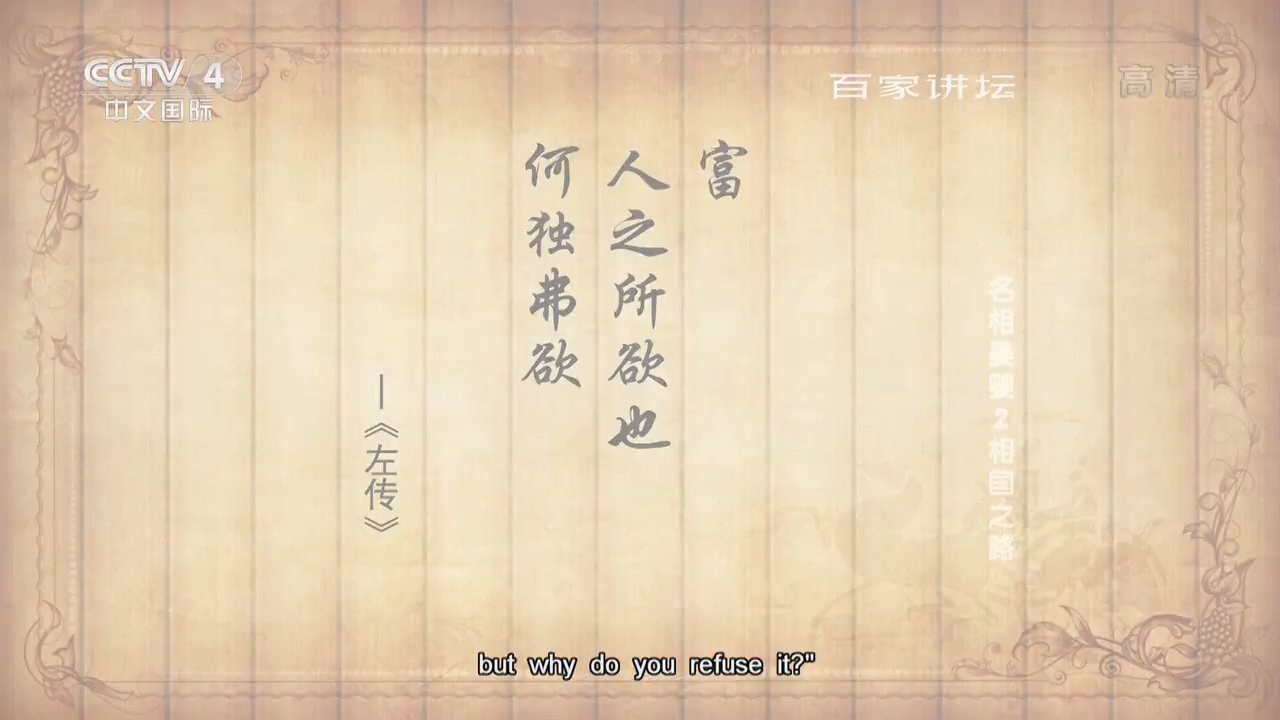 CCTV 4
中文国际
百家讲坛
高清
富
人之所欲也
何独弗欲
—《左传》
名相晏婴2相国之路
but why do you refuse it?"